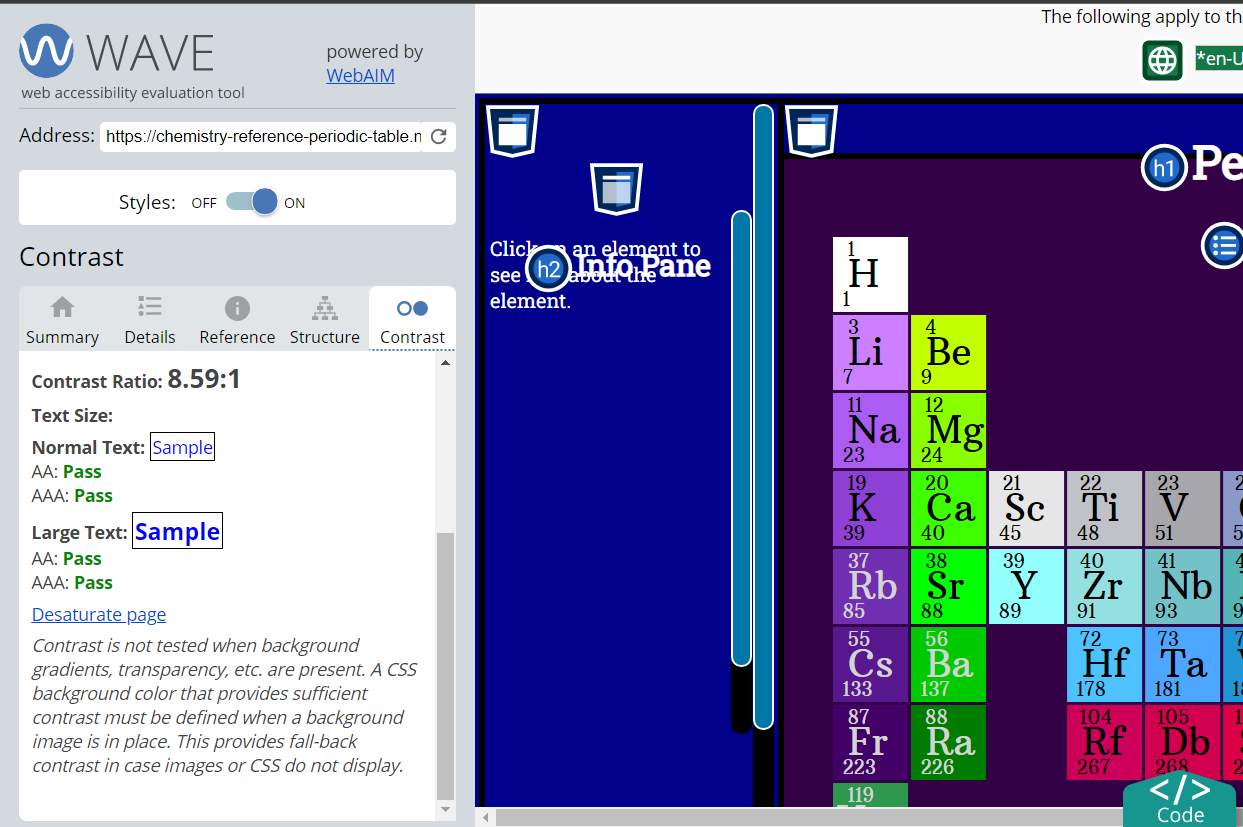 WAVE
web accessibility evaluation tool
powered by
WebAIM
Address: https://chemistry-reference-periodic-table.n
Styles: OFF ON
Contrast
Summary Details Reference Structure Contrast
Contrast Ratio: 8.59:1
Text Size:
Normal Text: Sample
AA: Pass
AAA: Pass
Large Text: Sample
AA: Pass
AAA: Pass
Desaturate page
Contrast is not tested when background
gradients, transparency, etc. are present. A CSS
background color that provides sufficient
contrast must be defined when a background
image is in place. This provides fall-back
contrast in case images or CSS do not display.
The following apply to th
*en-U
h1 Pe
Click an element to
h2 Info Pane
see about the
element.
1
H
1
3 4
Li Be
7 9
11 12
Na Mg
23 24
19 20 21 22 23
K Ca Sc Ti V
39 40 45 48 51
37 38 39 40 41
Rb Sr Y Zr Nb
85 88 89 91 93
55 56 72 73
Cs Ba Hf Ta
133 137 178 181
87 88 104 105
Fr Ra Rf Db
223 226 267 268
119
</>
Code